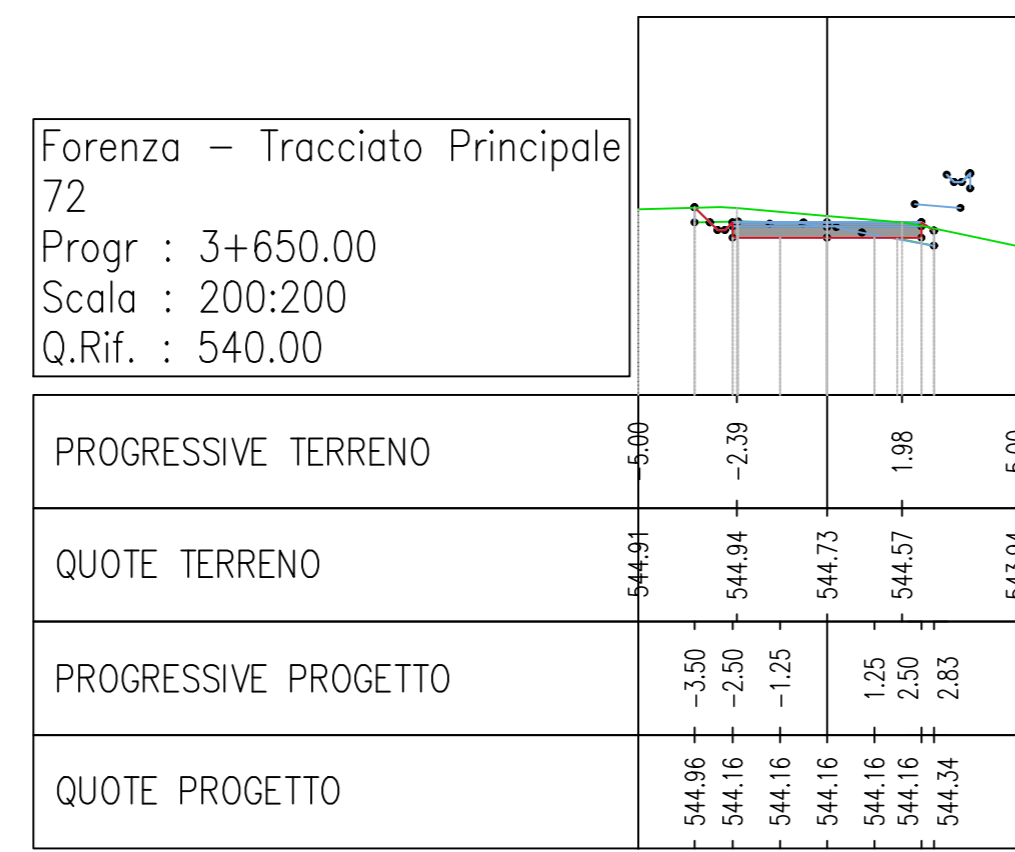 Forenza – Tracciato Principale
72
Progr : 3+650.00
Scala : 200:200
Q.Rif. : 540.00
PROGRESSIVE TERRENO -5.00 -2.39 1.98 5.00
QUOTE TERRENO 544.91 544.94 544.73 544.57
PROGRESSIVE PROGETTO -3.50 -2.50 -1.25 1.25 2.50 2.83
QUOTE PROGETTO 544.96 544.16 544.16 544.16 544.16 544.16 544.34